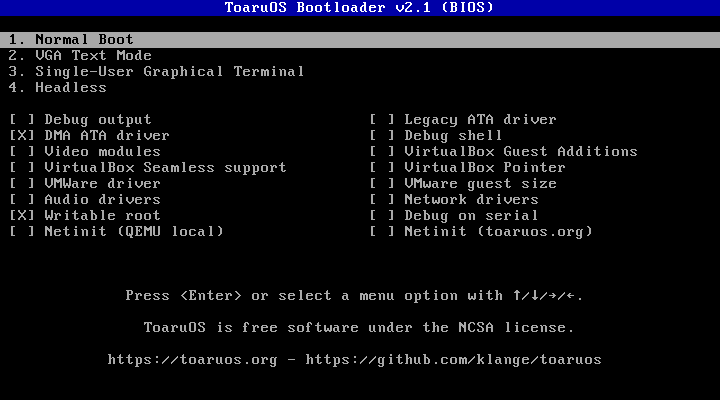 ToaruOS Bootloader v2.1 (BIOS)
1. Normal Boot
2. VGA Text Mode
3. Single-User Graphical Terminal
4. Headless
[ ] Debug output [ ] Legacy ATA driver
[X] DMA ATA driver [ ] Debug shell
[ ] Video modules [ ] VirtualBox Guest Additions
[ ] VirtualBox Seamless support [ ] VirtualBox Pointer
[ ] VMWare driver [ ] VMware guest size
[ ] Audio drivers [ ] Network drivers
[X] Writable root [ ] Debug on serial
[ ] Netinit (QEMU local) [ ] Netinit (toaruos.org)
Press <Enter> or select a menu option with ↑/↓/→/←.
ToaruOS is free software under the NCSA license.
https://toaruos.org – https://github.com/klange/toaruos